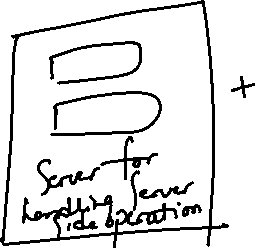 +
Server for
handling Server
Side operation